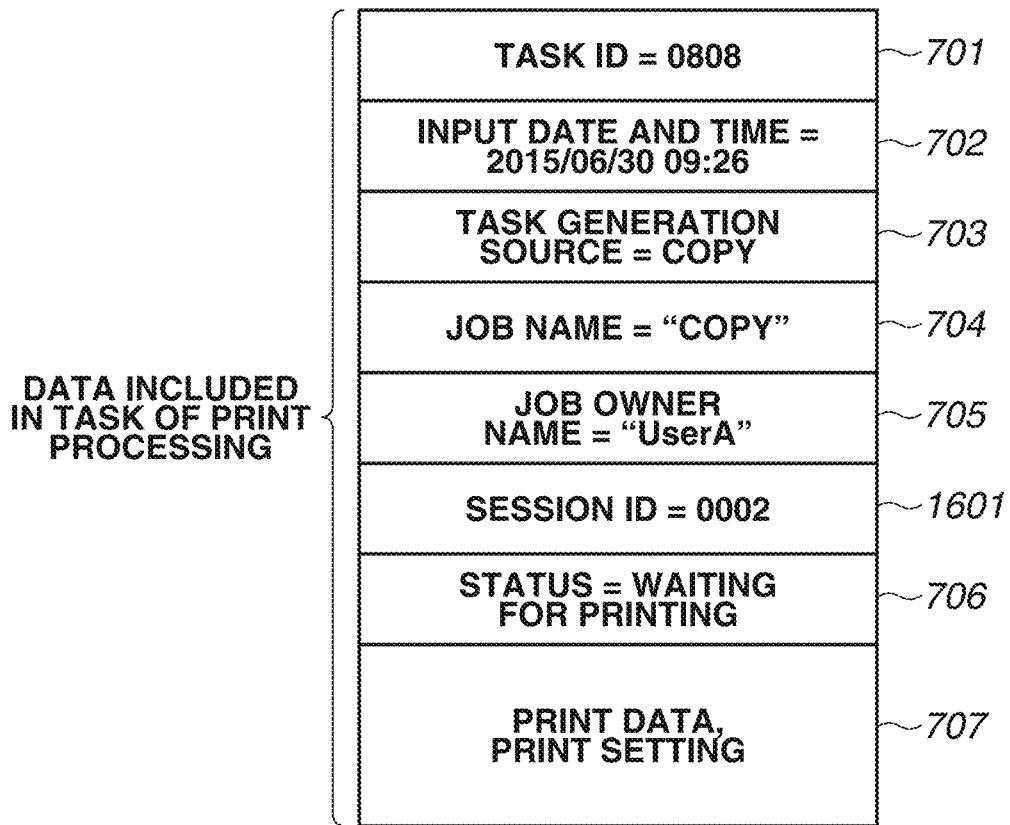 TASK ID = 0808
701
INPUT DATE AND TIME =
2015/06/30 09:26
702
TASK GENERATION
SOURCE = COPY
703
JOB NAME = “COPY”
704
DATA INCLUDED
IN TASK OF PRINT
PROCESSING
JOB OWNER
NAME = “UserA”
705
SESSION ID = 0002
1601
STATUS = WAITING
FOR PRINTING
706
PRINT DATA,
PRINT SETTING
707